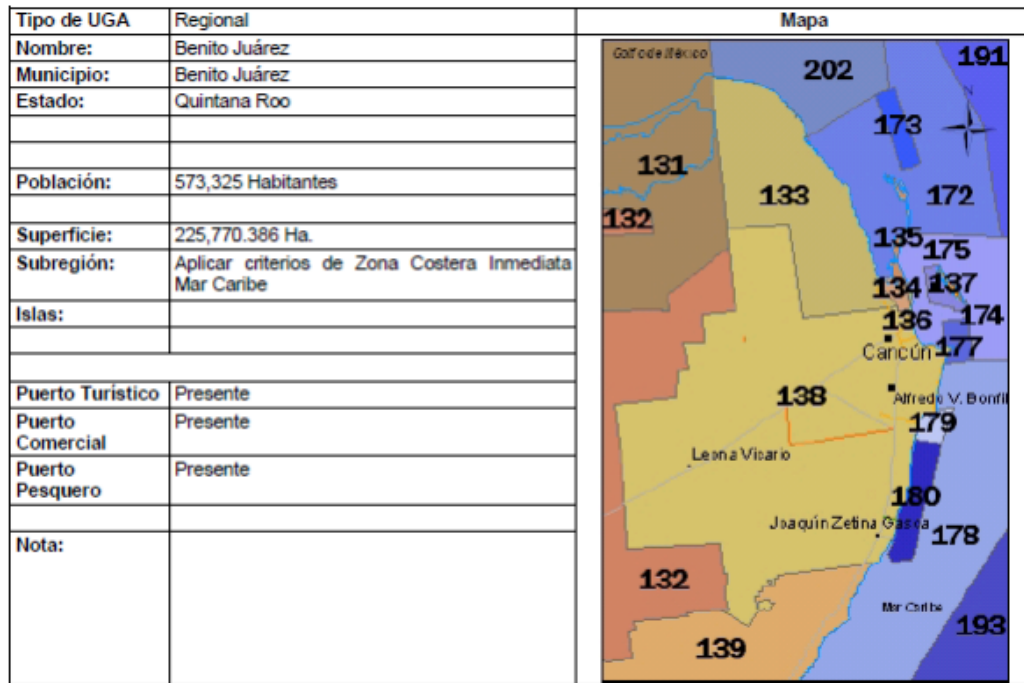 Tipo de UGA Regional Mapa
Nombre: Benito Juárez
Municipio: Benito Juárez
Estado: Quintana Roo
Población: 573,325 Habitantes
Superficie: 225,770.386 Ha.
Subregión: Aplicar criterios de Zona Costera Inmediata
Mar Caribe
Islas:
Puerto Turístico Presente
Puerto Presente
Comercial
Puerto Presente
Pesquero
Nota:
Golfo de México
191
202
173
131
133
172
132
135
175
134
137
136
174
Cancún
177
138
Alfredo V. Bonfil
179
Leona Vicario
180
Joaquín Zetina Gasca
178
132
Mar Caribe
193
139